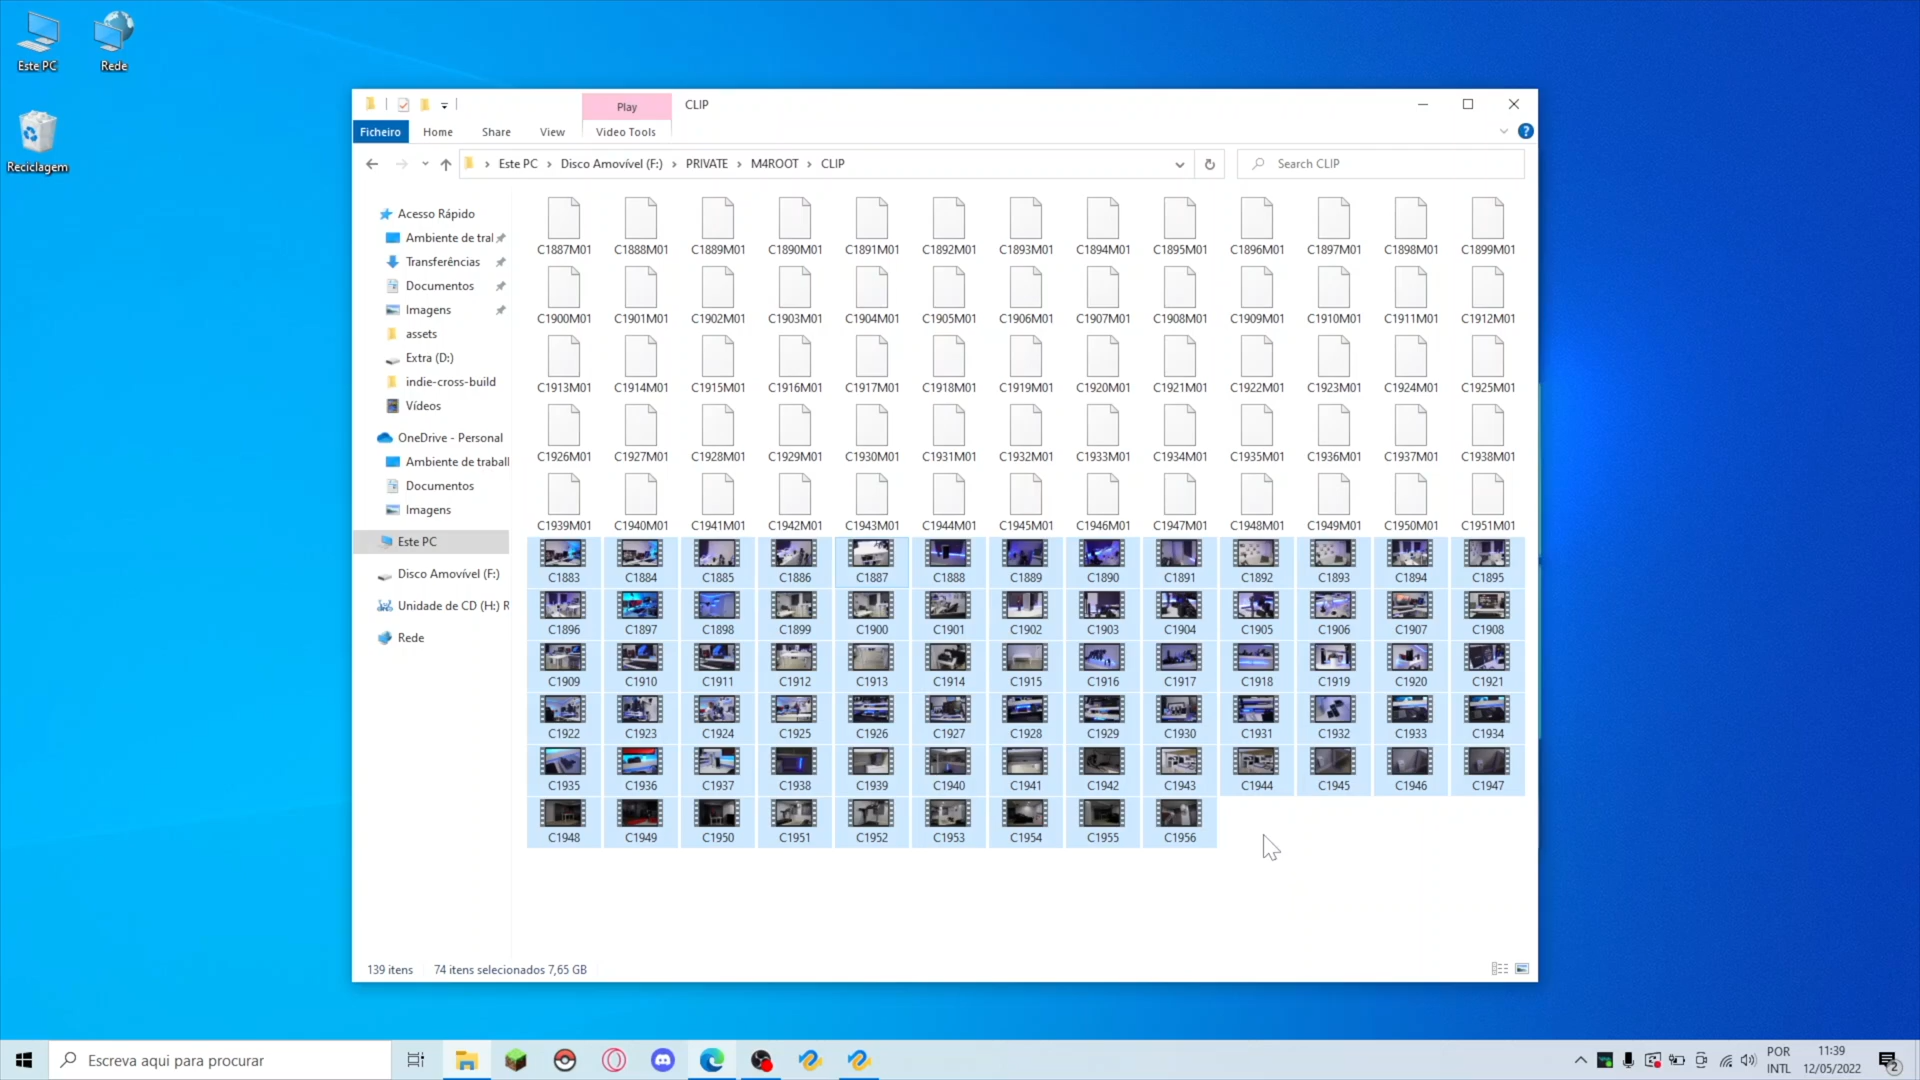 Este PC
Rede
Reciclagem
Play
CLIP
Ficheiro
Home
Share
View
Video Tools
Este PC > Disco Amovível (F:) > PRIVATE > M4ROOT > CLIP
Search CLIP
Acesso Rápido
Ambiente de tral
Transferências
Documentos
Imagens
assets
Extra (D:)
indie-cross-build
Vídeos
OneDrive - Personal
Ambiente de traball
Documentos
Imagens
Este PC
Disco Amovível (F:)
Unidade de CD (H:) R
Rede
C1887M01 C1888M01 C1889M01 C1890M01 C1891M01 C1892M01 C1893M01 C1894M01 C1895M01 C1896M01 C1897M01 C1898M01 C1899M01
C1900M01 C1901M01 C1902M01 C1903M01 C1904M01 C1905M01 C1906M01 C1907M01 C1908M01 C1909M01 C1910M01 C1911M01 C1912M01
C1913M01 C1914M01 C1915M01 C1916M01 C1917M01 C1918M01 C1919M01 C1920M01 C1921M01 C1922M01 C1923M01 C1924M01 C1925M01
C1926M01 C1927M01 C1928M01 C1929M01 C1930M01 C1931M01 C1932M01 C1933M01 C1934M01 C1935M01 C1936M01 C1937M01 C1938M01
C1939M01 C1940M01 C1941M01 C1942M01 C1943M01 C1944M01 C1945M01 C1946M01 C1947M01 C1948M01 C1949M01 C1950M01 C1951M01
C1883 C1884 C1885 C1886 C1887 C1888 C1889 C1890 C1891 C1892 C1893 C1894 C1895
C1896 C1897 C1898 C1899 C1900 C1901 C1902 C1903 C1904 C1905 C1906 C1907 C1908
C1909 C1910 C1911 C1912 C1913 C1914 C1915 C1916 C1917 C1918 C1919 C1920 C1921
C1922 C1923 C1924 C1925 C1926 C1927 C1928 C1929 C1930 C1931 C1932 C1933 C1934
C1935 C1936 C1937 C1938 C1939 C1940 C1941 C1942 C1943 C1944 C1945 C1946 C1947
C1948 C1949 C1950 C1951 C1952 C1953 C1954 C1955 C1956
139 itens
74 itens selecionados 7,65 GB
Escreva aqui para procurar
POR
INTL
11:39
12/05/2022
2